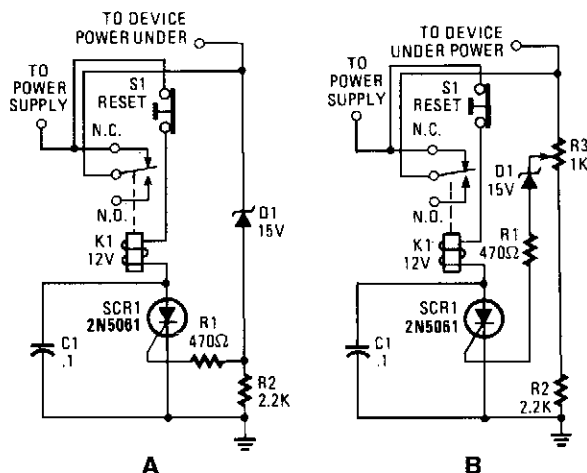 TO DEVICE
POWER UNDER
TO
POWER
SUPPLY
S1
RESET
N.C.
N.O.
K1
12V
D1
15V
SCR1
2N5061
R1
470Ω
C1
.1
R2
2.2K
A
TO DEVICE
UNDER POWER
TO
POWER
SUPPLY
S1
RESET
N.C.
N.O.
K1
12V
D1
15V
R3
1K
R1
470Ω
SCR1
2N5061
C1
.1
R2
2.2K
B